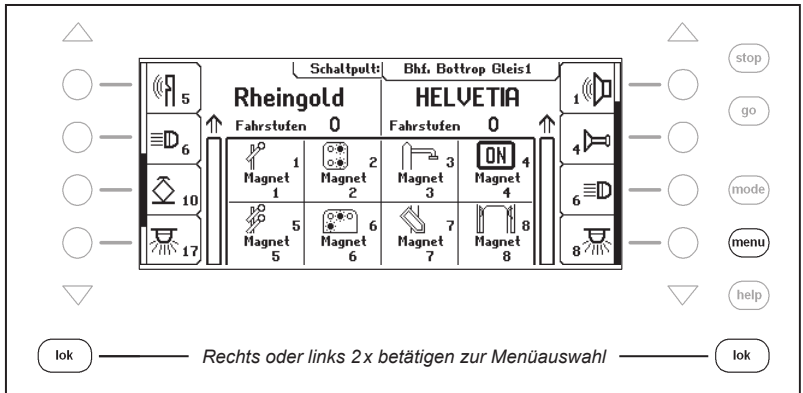 Schaltpult: Bhf. Bottrop Gleis1
Rheingold HELVETIA
Fahrstufen 0 Fahrstufen 0
5
6
10
17
1 Magnet 1
2 Magnet 2
3 Magnet 3
ON 4 Magnet 4
5 Magnet 5
6 Magnet 6
7 Magnet 7
8 Magnet 8
1
4
6
8
stop
go
mode
menu
help
lok Rechts oder links 2x betätigen zur Menüauswahl lok